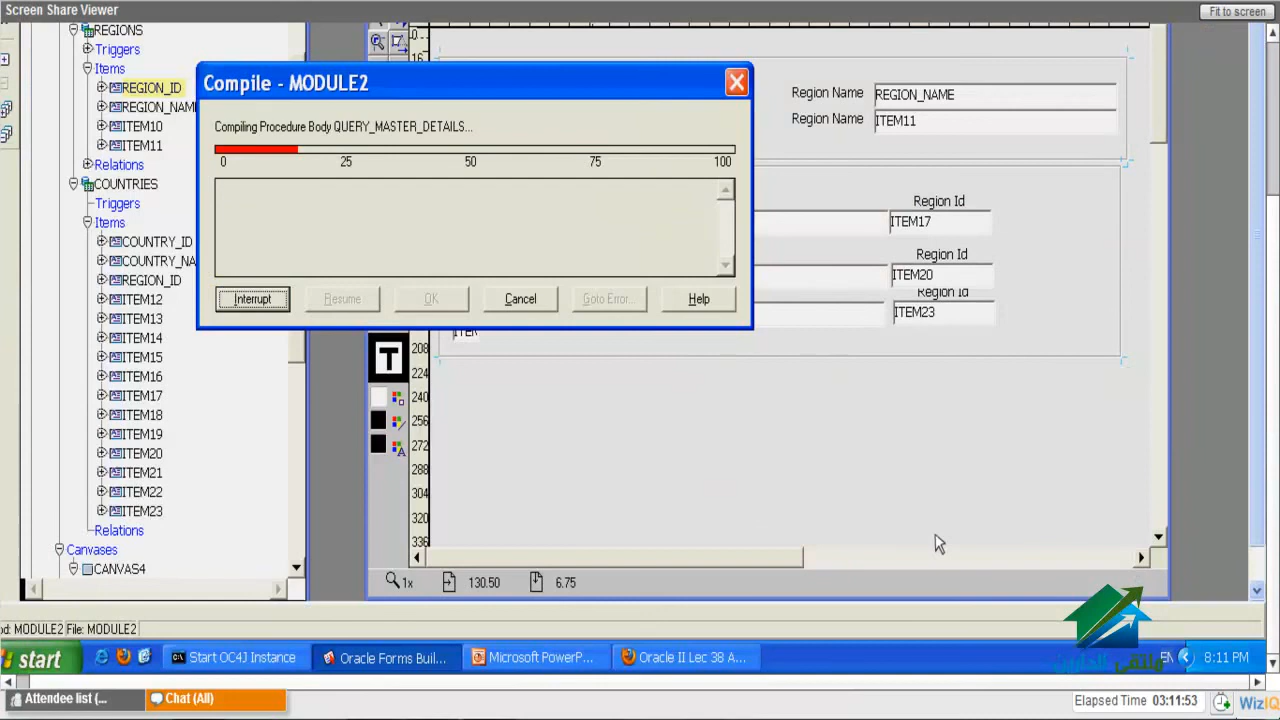 Screen Share Viewer
Fit to screen
REGIONS
Triggers
Items
REGION_ID
REGION_NAM
ITEM10
ITEM11
Relations
COUNTRIES
Triggers
Items
COUNTRY_ID
COUNTRY_NA
REGION_ID
ITEM12
ITEM13
ITEM14
ITEM15
ITEM16
ITEM17
ITEM18
ITEM19
ITEM20
ITEM21
ITEM22
ITEM23
Relations
Canvases
CANVAS4
Compile - MODULE2
Compiling Procedure Body QUERY_MASTER_DETAILS...
0 25 50 75 100
Interrupt Resume OK Cancel Goto Error... Help
0
16
208
224
240
256
272
288
304
320
336
Region Name REGION_NAME
Region Name ITEM11
Region Id
ITEM17
Region Id
ITEM20
Region Id
ITEM23
1x 130.50 6.75
od: MODULE2 File: MODULE2
start Start OC4J Instance Oracle Forms Buil... Microsoft PowerP... Oracle II Lec 38 A... EN 8:11 PM
Attendee list (... Chat (All) Elapsed Time 03:11:53 WizIQ